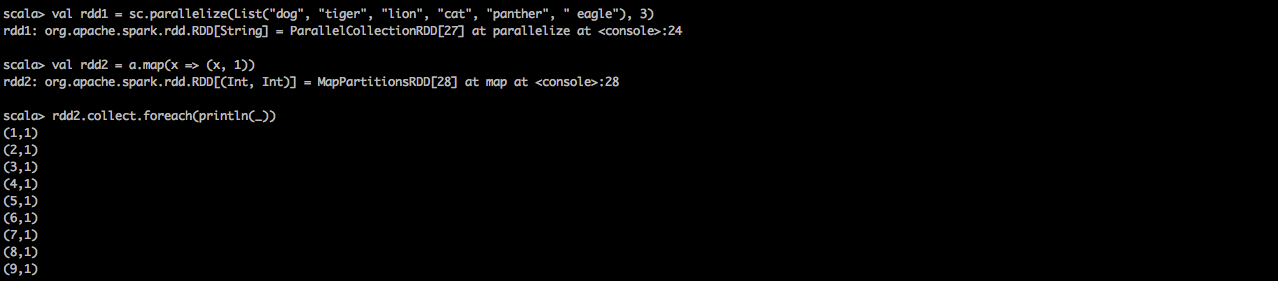 scala> val rdd1 = sc.parallelize(List("dog", "tiger", "lion", "cat", "panther", " eagle"), 3)
rdd1: org.apache.spark.rdd.RDD[String] = ParallelCollectionRDD[27] at parallelize at <console>:24
scala> val rdd2 = a.map(x => (x, 1))
rdd2: org.apache.spark.rdd.RDD[(Int, Int)] = MapPartitionsRDD[28] at map at <console>:28
scala> rdd2.collect.foreach(println(_))
(1,1)
(2,1)
(3,1)
(4,1)
(5,1)
(6,1)
(7,1)
(8,1)
(9,1)